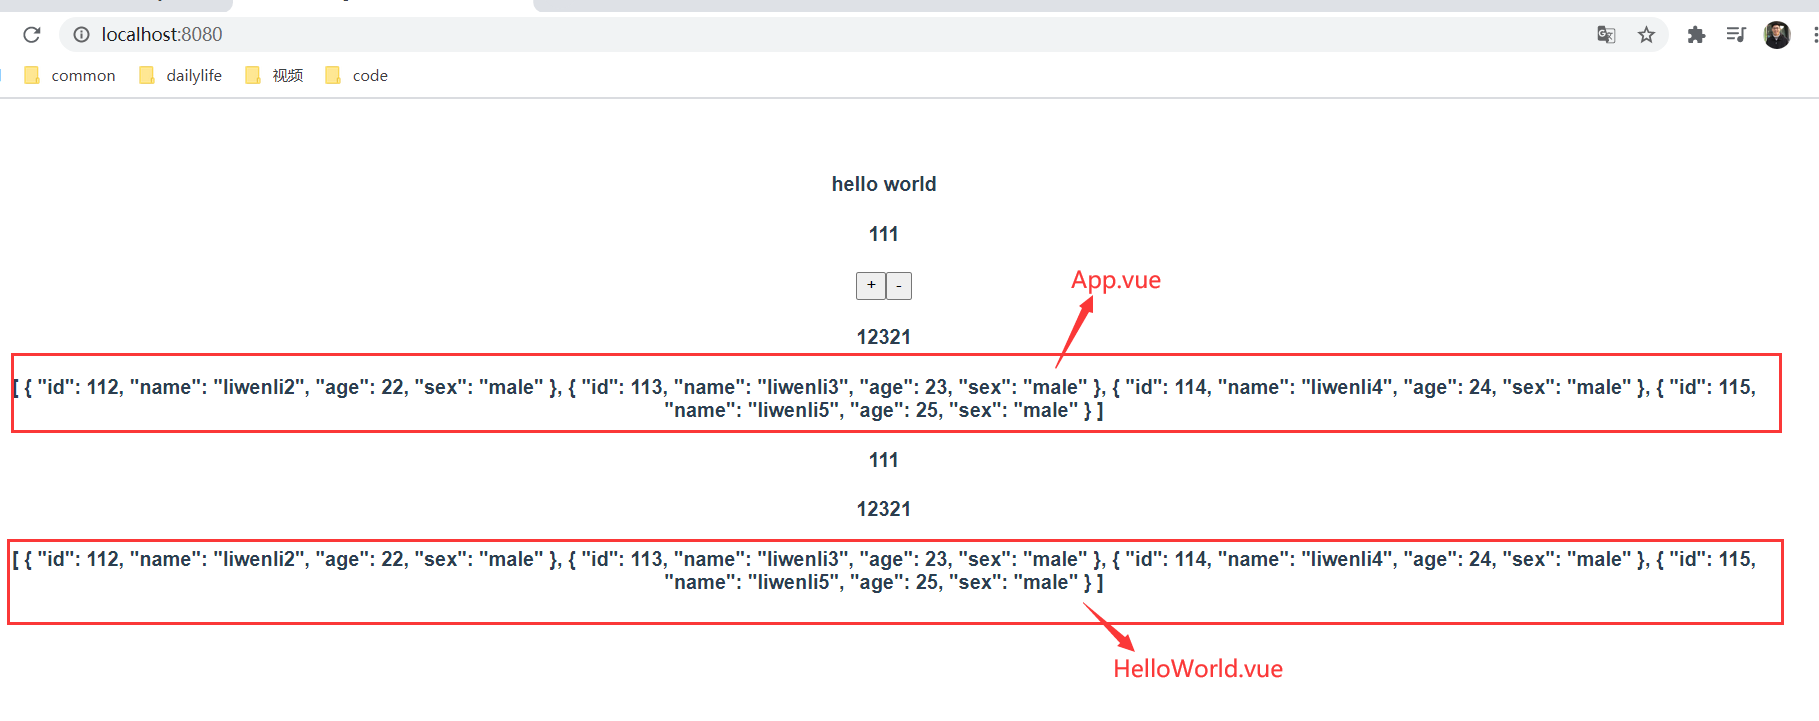 localhost:8080
common dailylife 视频 code
hello world
111
+ -
App.vue
12321
[ { "id": 112, "name": "liwenli2", "age": 22, "sex": "male" }, { "id": 113, "name": "liwenli3", "age": 23, "sex": "male" }, { "id": 114, "name": "liwenli4", "age": 24, "sex": "male" }, { "id": 115,
"name": "liwenli5", "age": 25, "sex": "male" } ]
111
12321
[ { "id": 112, "name": "liwenli2", "age": 22, "sex": "male" }, { "id": 113, "name": "liwenli3", "age": 23, "sex": "male" }, { "id": 114, "name": "liwenli4", "age": 24, "sex": "male" }, { "id": 115,
"name": "liwenli5", "age": 25, "sex": "male" } ]
HelloWorld.vue